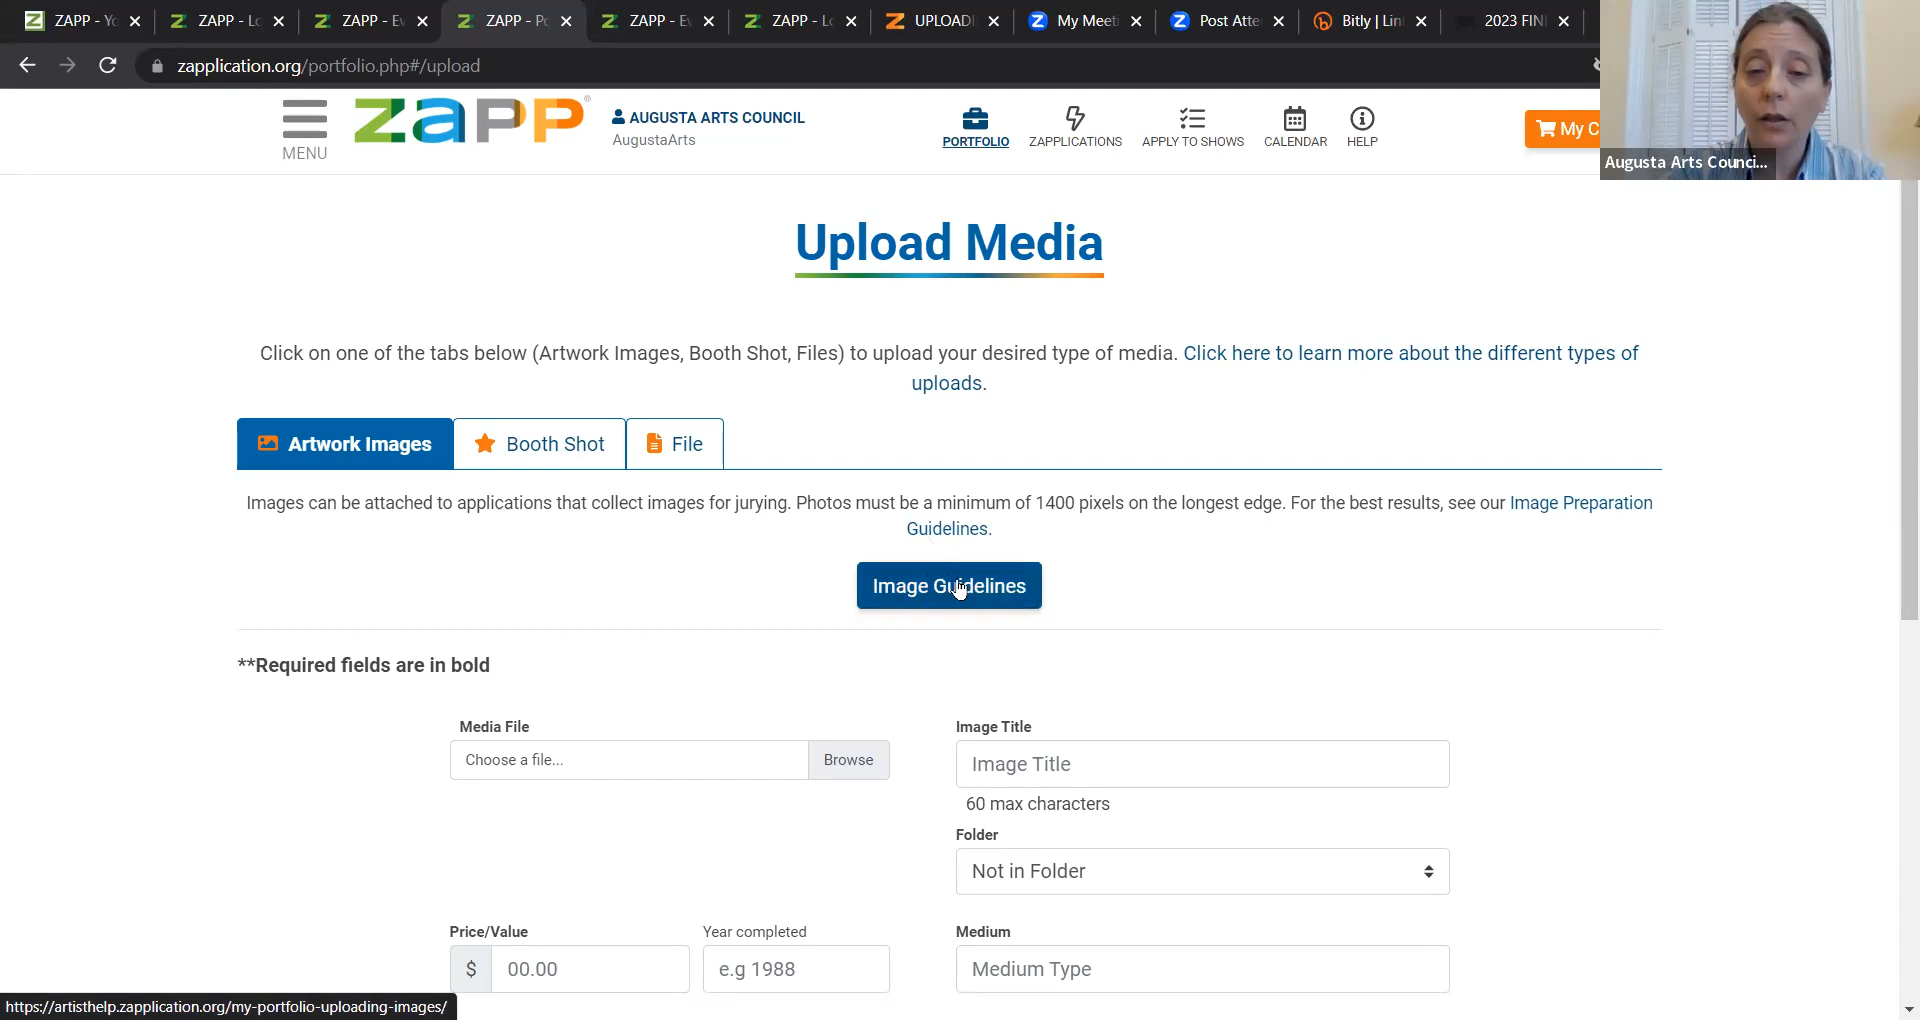 ZAPP - Yo
ZAPP - Lo
ZAPP - Ev
ZAPP - Po
ZAPP - Ev
ZAPP - Lo
UPLOADI
My Meeti
Post Atte
Bitly | Lin
2023 FIN
zapplication.org/portfolio.php#/upload
MENU
zapp®
AUGUSTA ARTS COUNCIL
AugustaArts
PORTFOLIO
ZAPPLICATIONS
APPLY TO SHOWS
CALENDAR
HELP
My C
Augusta Arts Counci...
Upload Media
Click on one of the tabs below (Artwork Images, Booth Shot, Files) to upload your desired type of media. Click here to learn more about the different types of
uploads.
Artwork Images
Booth Shot
File
Images can be attached to applications that collect images for jurying. Photos must be a minimum of 1400 pixels on the longest edge. For the best results, see our Image Preparation
Guidelines.
Image Guidelines
**Required fields are in bold
Media File
Choose a file...
Browse
Image Title
Image Title
60 max characters
Folder
Not in Folder
Price/Value
$ 00.00
Year completed
e.g 1988
Medium
Medium Type
https://artisthelp.zapplication.org/my-portfolio-uploading-images/